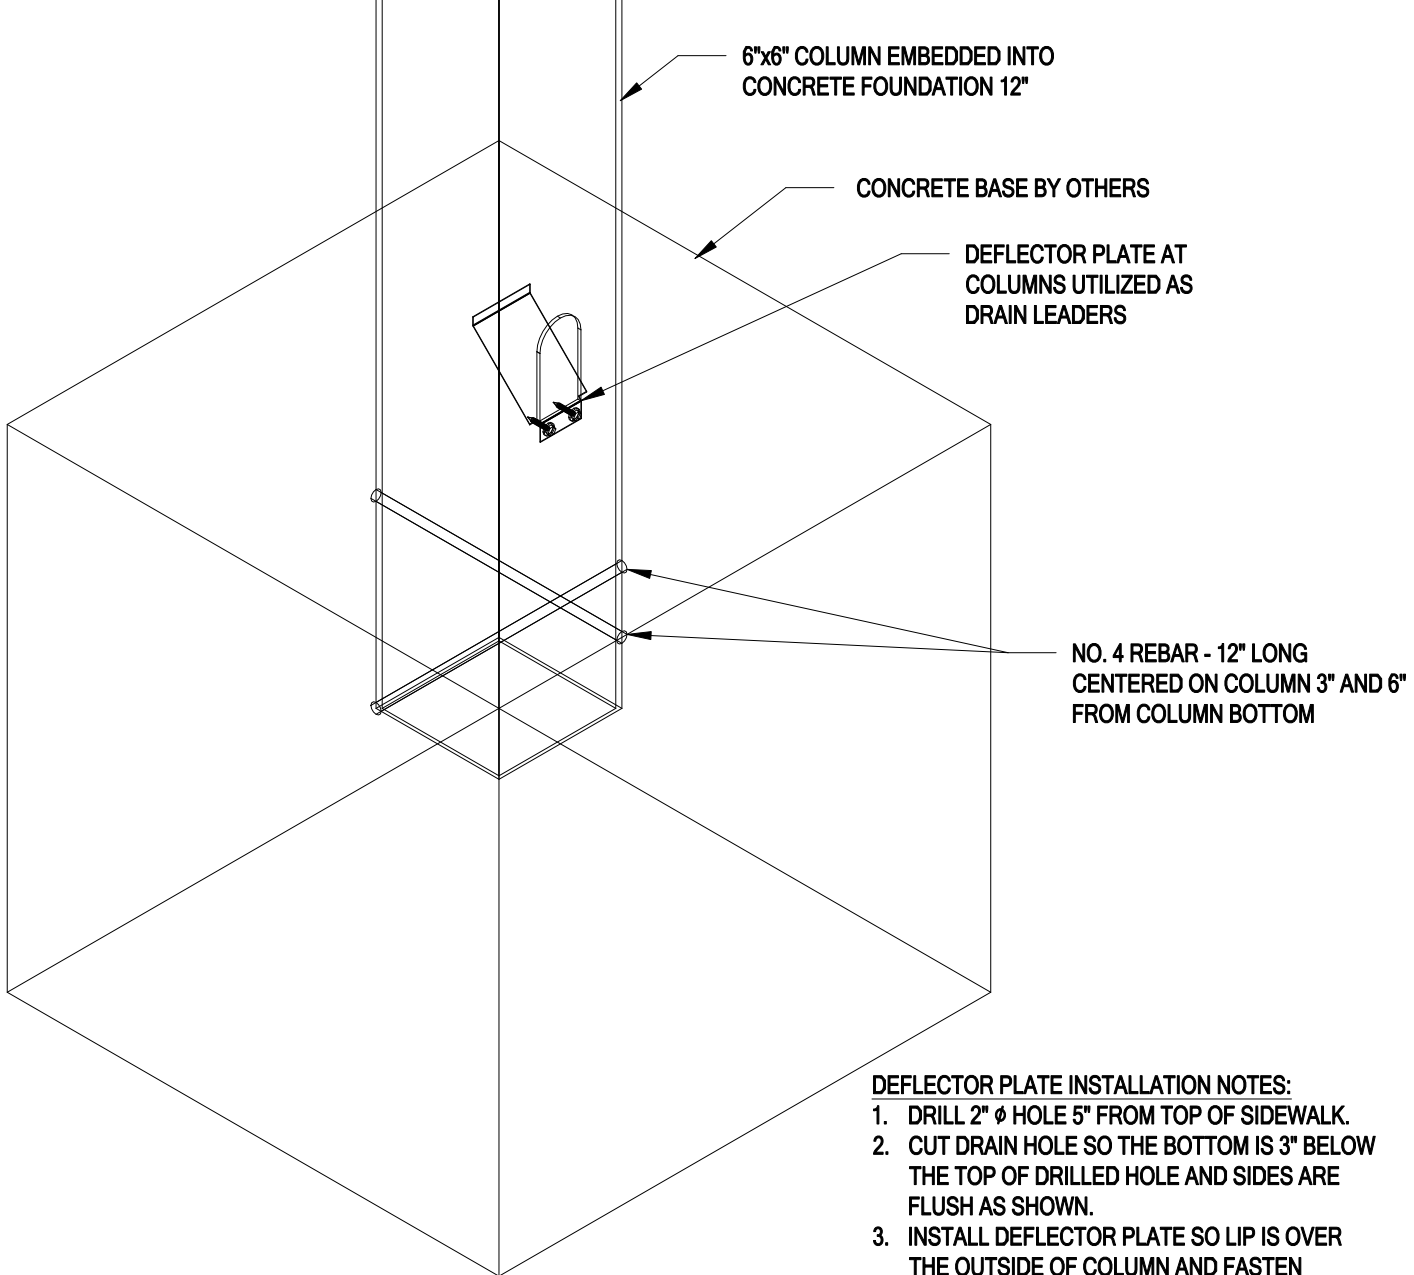 6"x6" COLUMN EMBEDDED INTO
CONCRETE FOUNDATION 12"
CONCRETE BASE BY OTHERS
DEFLECTOR PLATE AT
COLUMNS UTILIZED AS
DRAIN LEADERS
NO. 4 REBAR - 12" LONG
CENTERED ON COLUMN 3" AND 6"
FROM COLUMN BOTTOM
DEFLECTOR PLATE INSTALLATION NOTES:
1. DRILL 2" ⌀ HOLE 5" FROM TOP OF SIDEWALK.
2. CUT DRAIN HOLE SO THE BOTTOM IS 3" BELOW
THE TOP OF DRILLED HOLE AND SIDES ARE
FLUSH AS SHOWN.
3. INSTALL DEFLECTOR PLATE SO LIP IS OVER
THE OUTSIDE OF COLUMN AND FASTEN